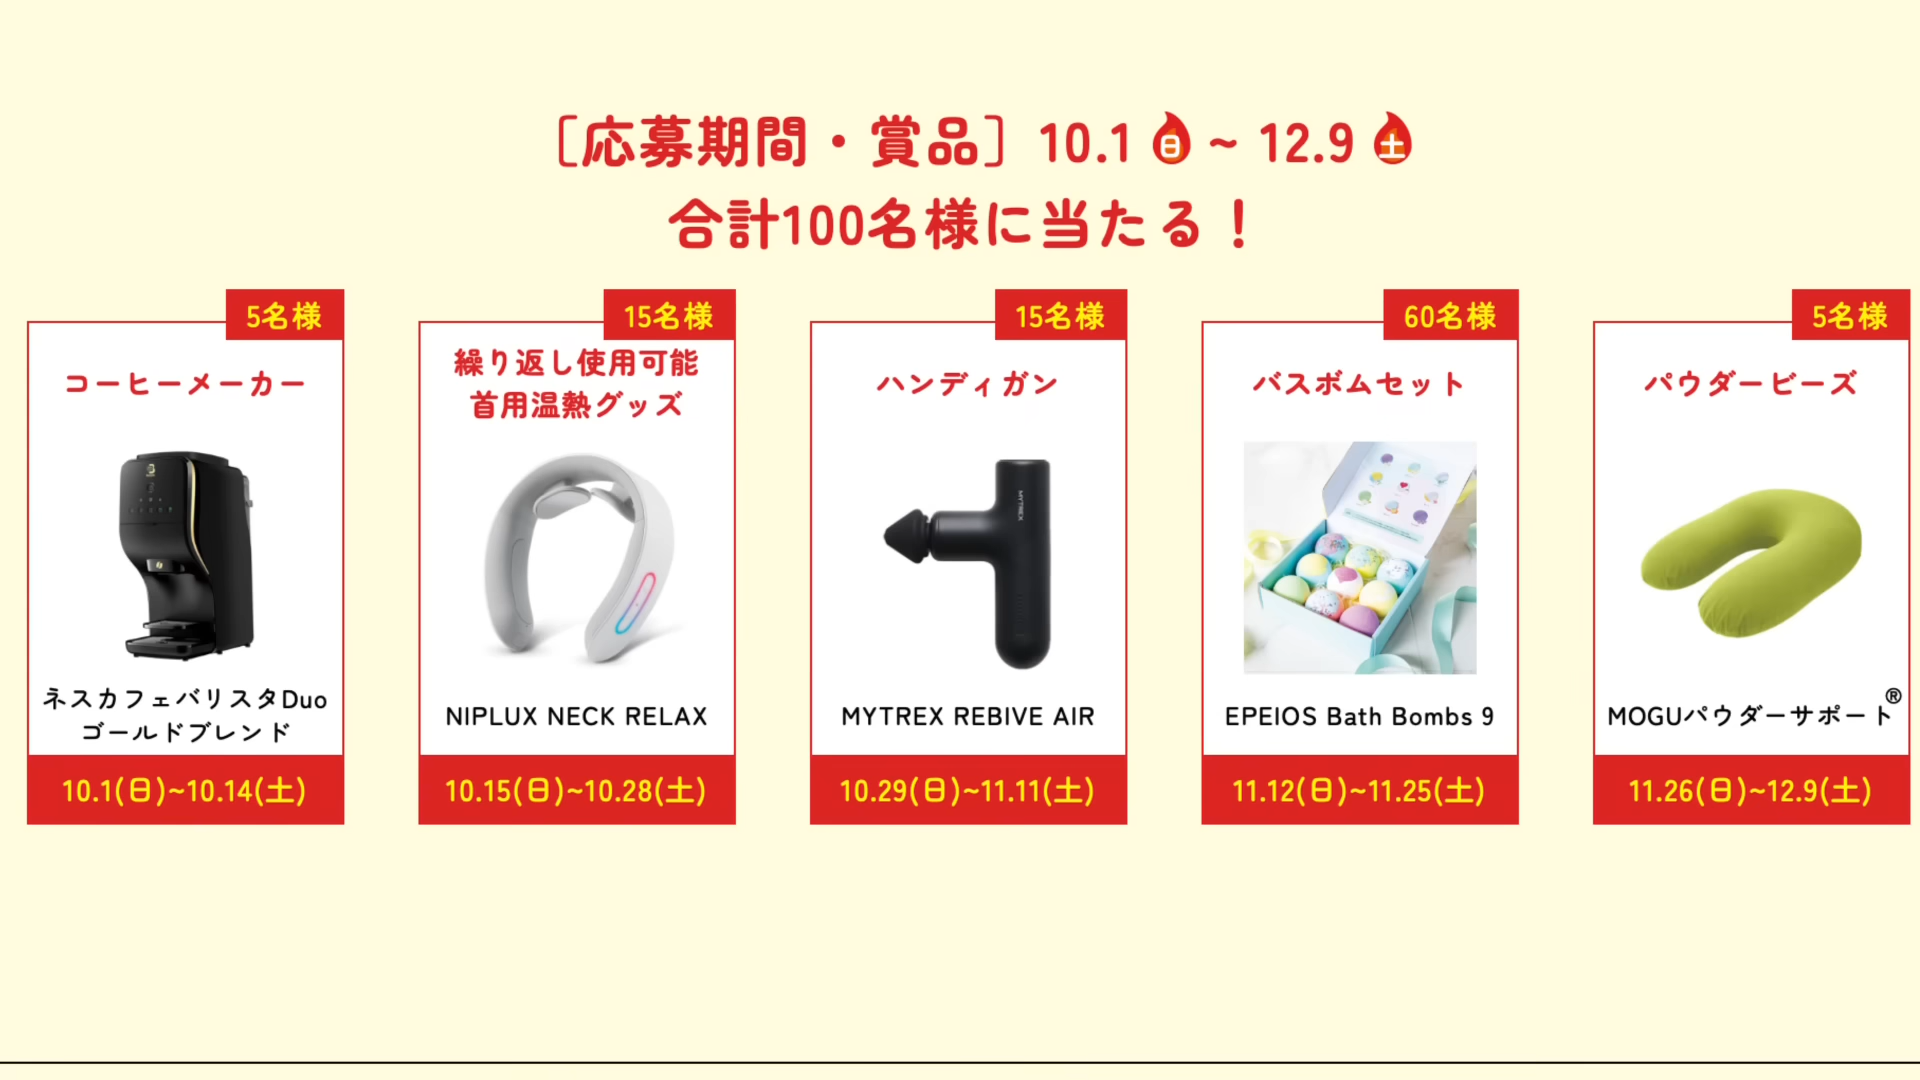 ［応募期間・賞品］10.1日~12.9土
合計100名様に当たる！
5名様
コーヒーメーカー
ネスカフェバリスタDuo
ゴールドブレンド
10.1(日)~10.14(土)
15名様
繰り返し使用可能
首用温熱グッズ
NIPLUX NECK RELAX
10.15(日)~10.28(土)
15名様
ハンディガン
MYTREX
MYTREX REBIVE AIR
10.29(日)~11.11(土)
60名様
バスボムセット
EPEIOS Bath Bombs 9
11.12(日)~11.25(土)
5名様
パウダービーズ
MOGUパウダーサポート®
11.26(日)~12.9(土)